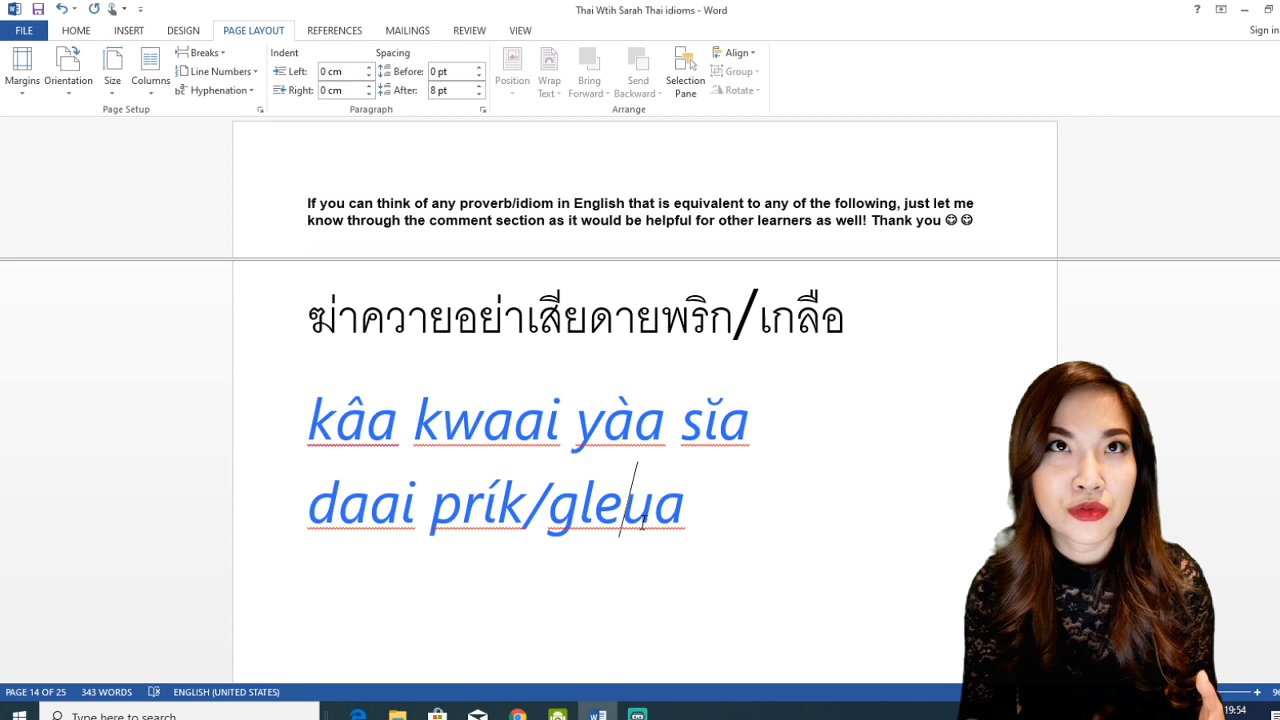 Thai Wtih Sarah Thai idioms - Word
Sign in
FILE HOME INSERT DESIGN PAGE LAYOUT REFERENCES MAILINGS REVIEW VIEW
Margins Orientation Size Columns
Breaks
Line Numbers
Hyphenation
Page Setup
Indent Spacing
Left: 0 cm Before: 0 pt
Right: 0 cm After: 8 pt
Paragraph
Position Wrap Text Bring Forward Send Backward Selection Pane
Align
Group
Rotate
Arrange
If you can think of any proverb/idiom in English that is equivalent to any of the following, just let me
know through the comment section as it would be helpful for other learners as well! Thank you 😋😋
ฆ่าควายอย่าเสี่ยดายพริก/เกลือ
kâa kwaai yàa sĭa
daai prík/gleua
PAGE 14 OF 25 343 WORDS ENGLISH (UNITED STATES)
Type here to search
19:54